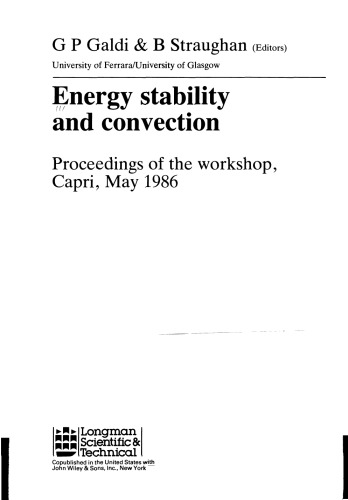 G P Galdi & B Straughan (Editors)
University of Ferrara/University of Glasgow
Energy stability
and convection
Proceedings of the workshop,
Capri, May 1986
Longman
Scientific &
Technical
Copublished in the United States with
John Wiley & Sons, Inc., New York